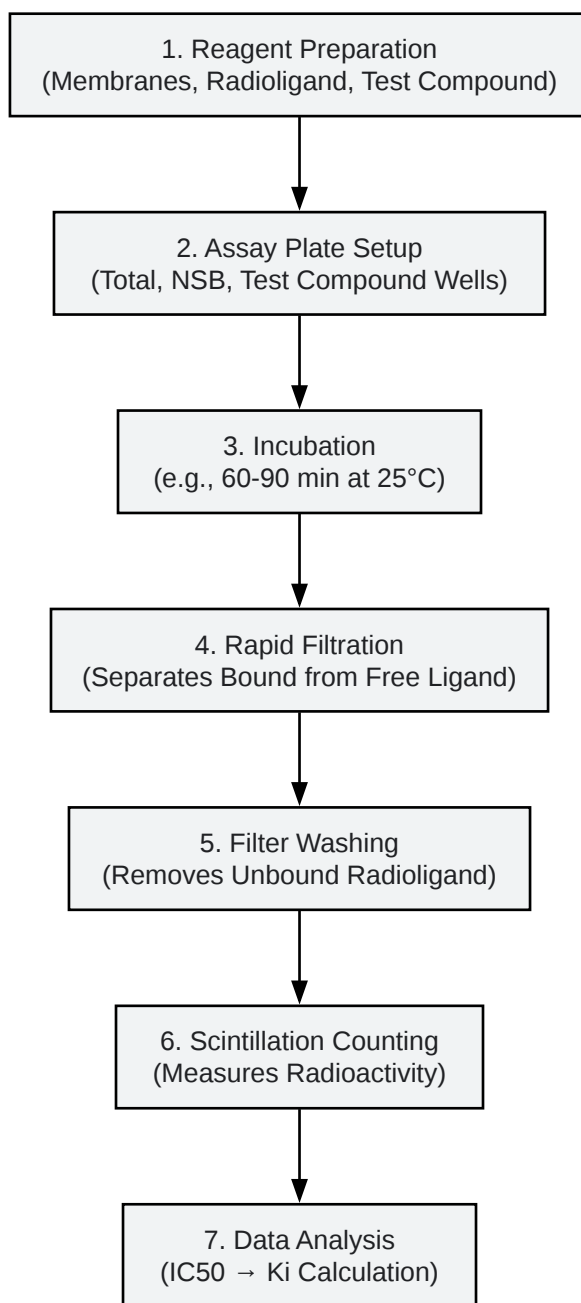 1. Reagent Preparation
(Membranes, Radioligand, Test Compound)
2. Assay Plate Setup
(Total, NSB, Test Compound Wells)
3. Incubation
(e.g., 60-90 min at 25°C)
4. Rapid Filtration
(Separates Bound from Free Ligand)
5. Filter Washing
(Removes Unbound Radioligand)
6. Scintillation Counting
(Measures Radioactivity)
7. Data Analysis
(IC50 → Ki Calculation)